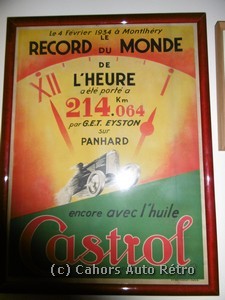 Le 4 Février 1934 à Montlhéry
LE
RECORD DU MONDE
DE
L'HEURE
XII
I
a été porté à
214.064 Km
par G.E.T. EYSTON
sur
PANHARD
encore avec l'huile
Castrol
(c) Cahors Auto Rétro